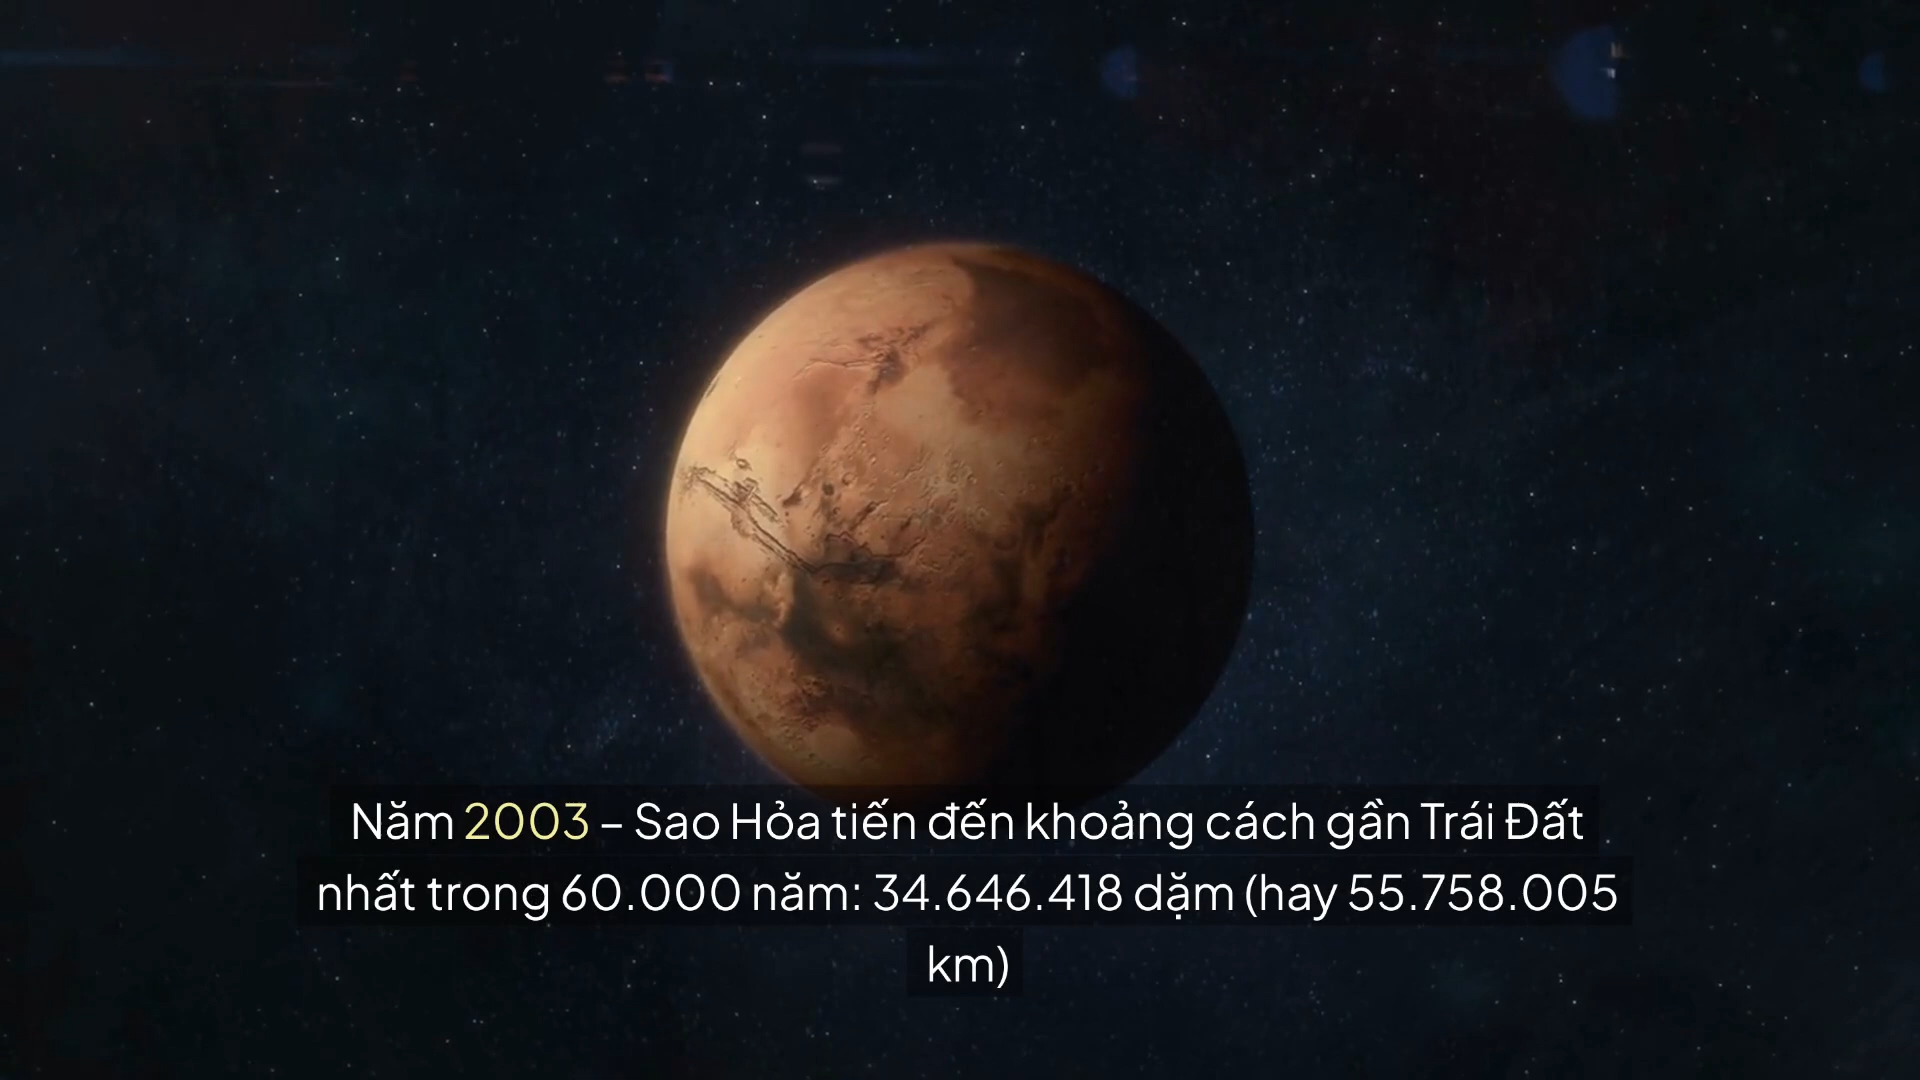 Năm 2003 – Sao Hỏa tiến đến khoảng cách gần Trái Đất
nhất trong 60.000 năm: 34.646.418 dặm (hay 55.758.005
km)